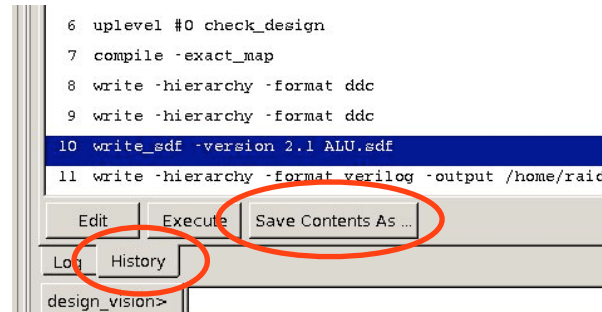 6 uplevel #0 check_design
7 compile -exact_map
8 write -hierarchy -format ddc
9 write -hierarchy -format ddc
10 write_sdf -version 2.1 ALU.sdf
11 write -hierarchy -format verilog -output /home/raid
Edit Execute Save Contents As ...
Log History
design_vision>